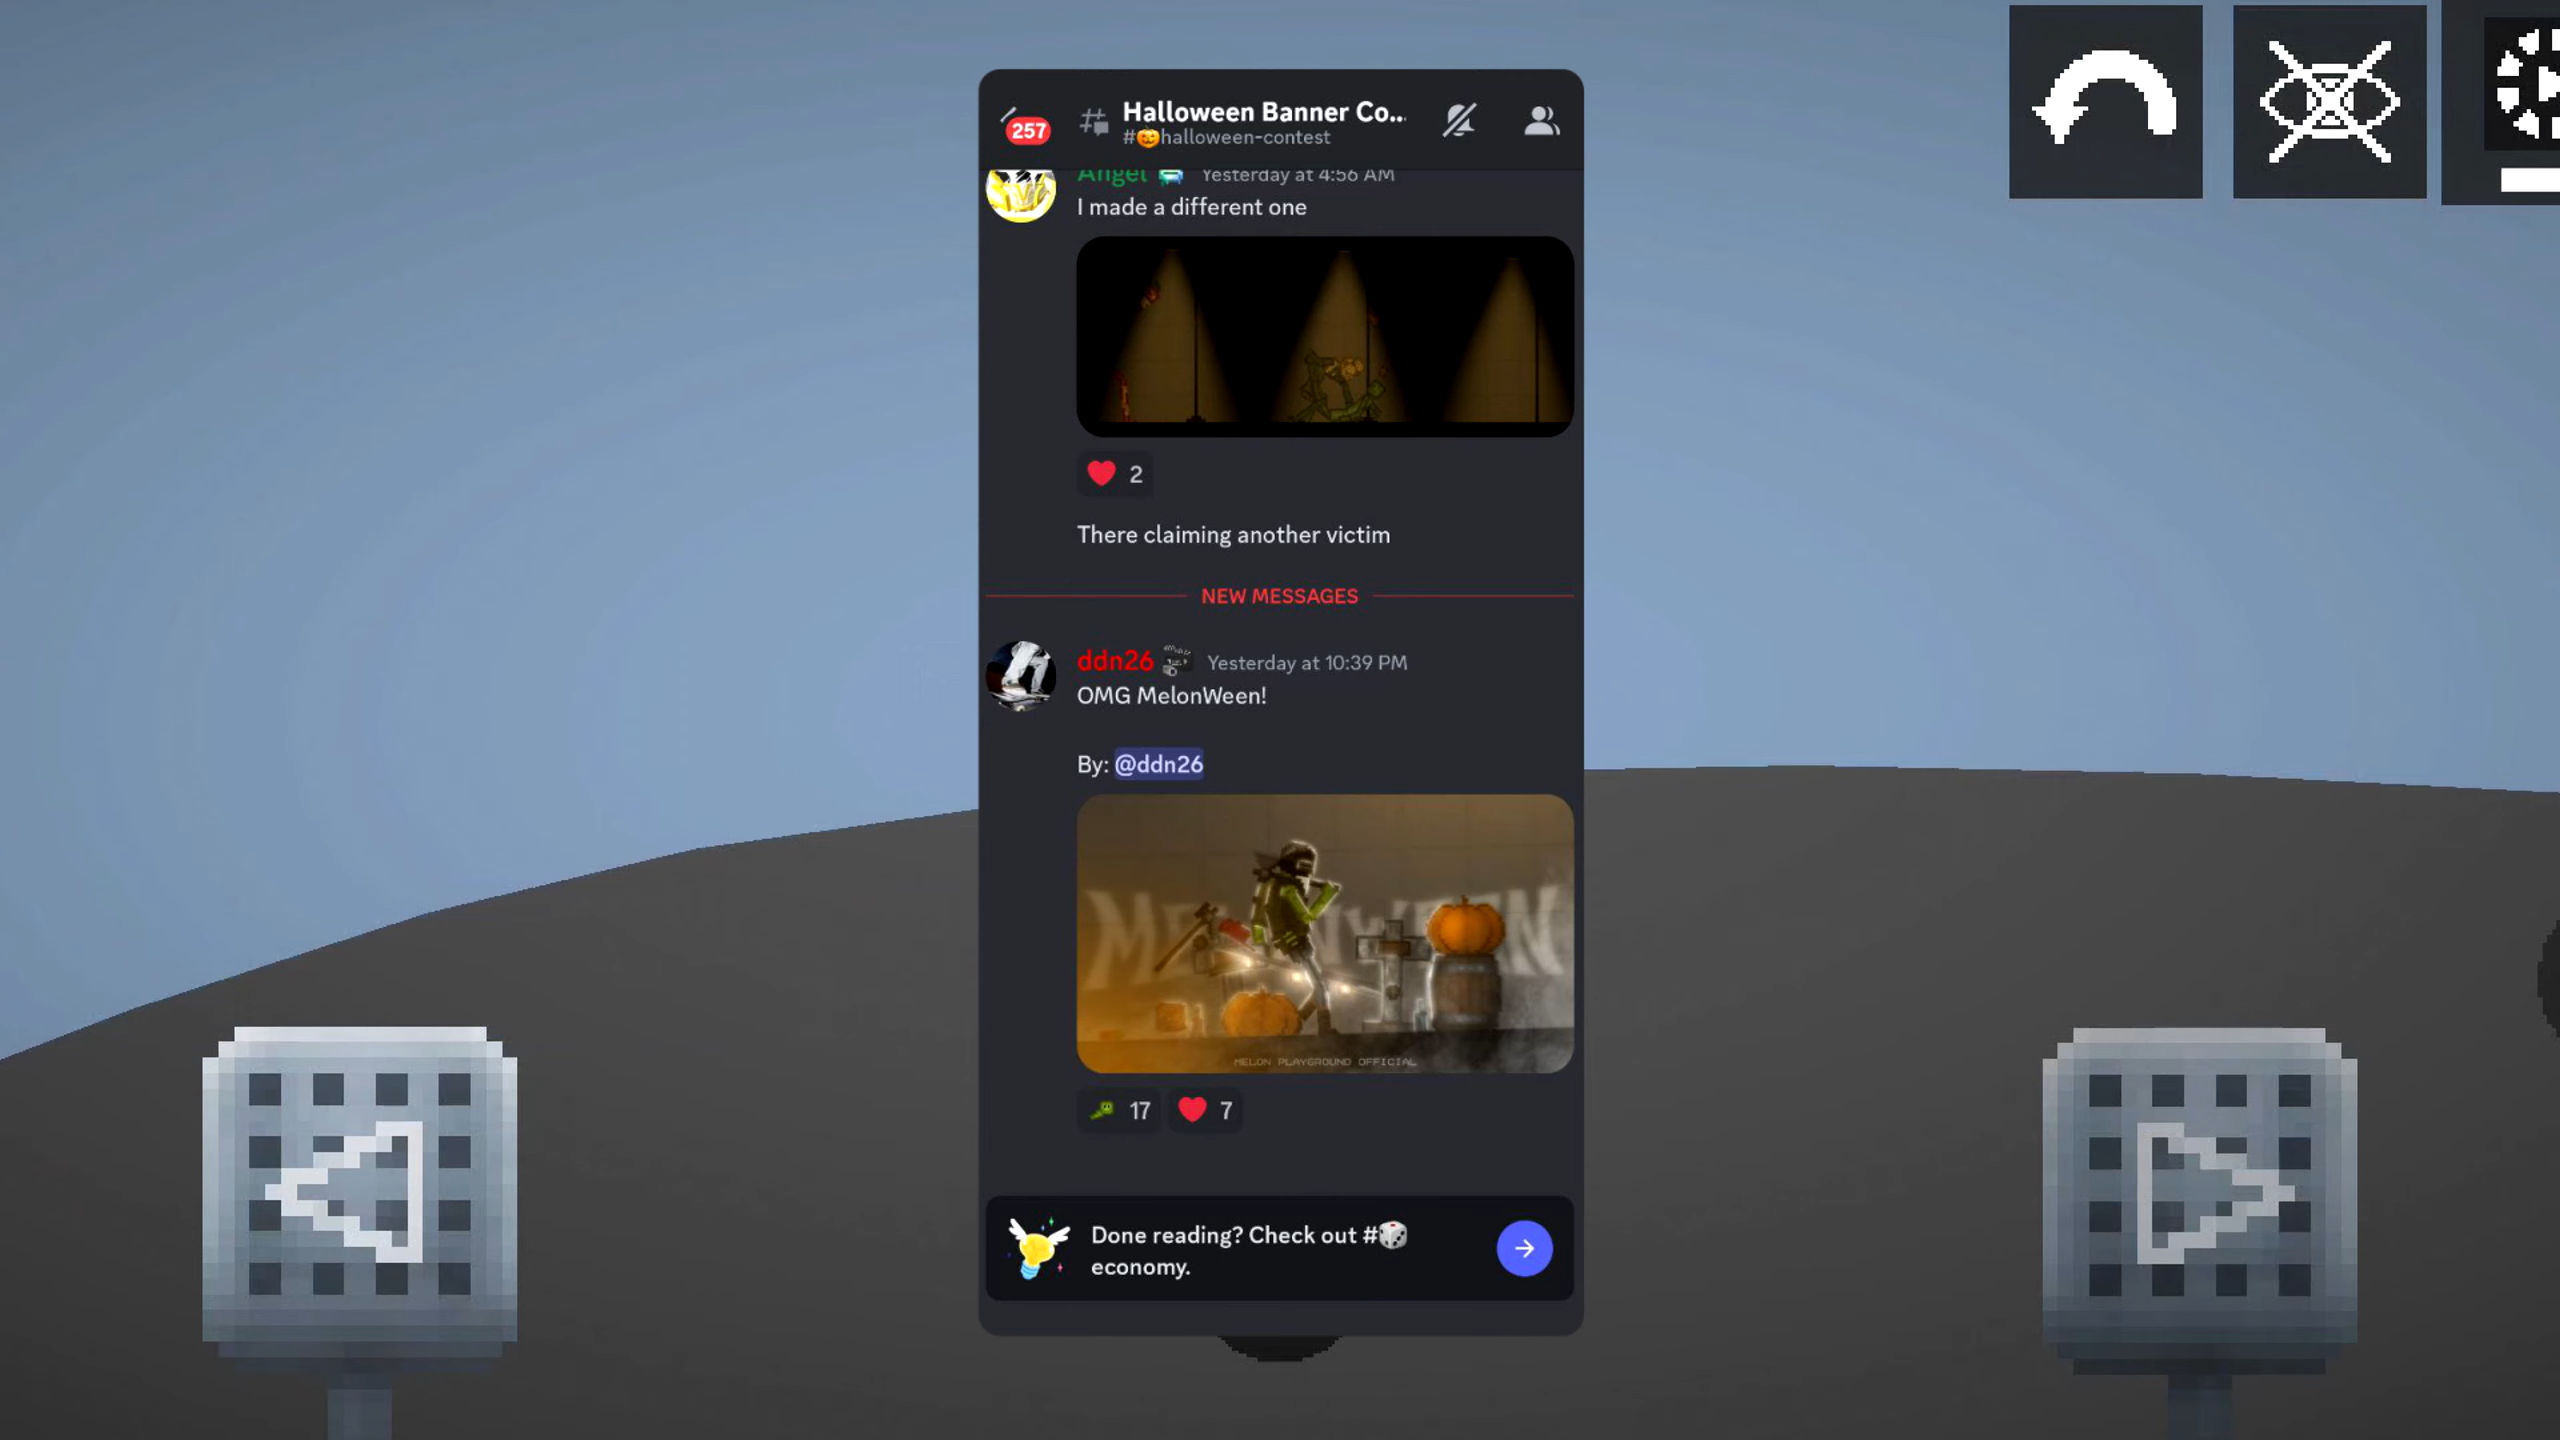 257
Halloween Banner Co...
#🎃halloween-contest
Angel Yesterday at 4:56 AM
I made a different one
2
There claiming another victim
NEW MESSAGES
ddn26 Yesterday at 10:39 PM
OMG MelonWeen!
By: @ddn26
MELONWEEN
MELON PLAYGROUND OFFICIAL
17 7
Done reading? Check out #🎲
economy.